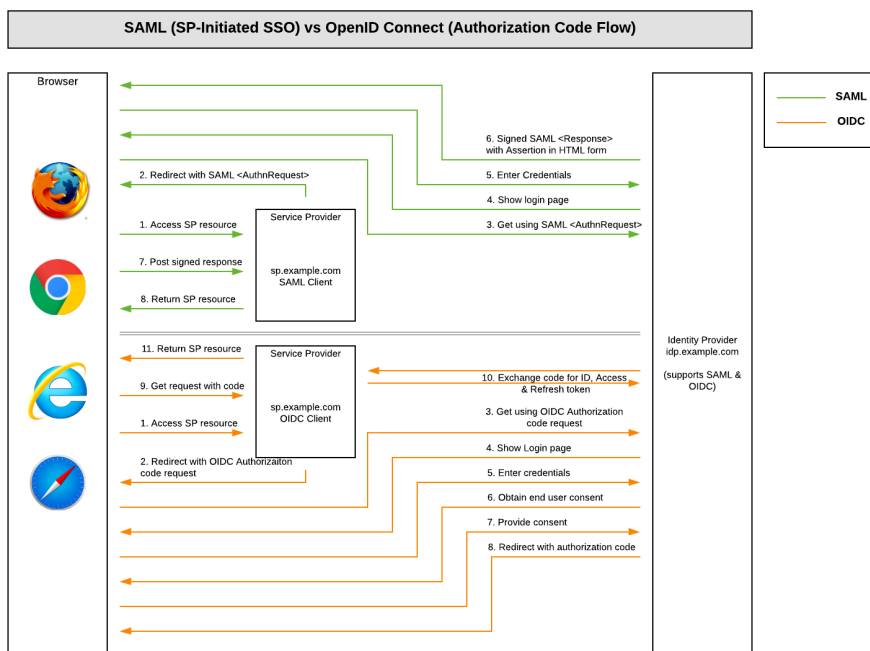 SAML (SP-Initiated SSO) vs OpenID Connect (Authorization Code Flow)
Browser
SAML
OIDC
6. Signed SAML <Response>
with Assertion in HTML form
5. Enter Credentials
4. Show login page
3. Get using SAML <AuthnRequest>
2. Redirect with SAML <AuthnRequest>
1. Access SP resource
7. Post signed response
8. Return SP resource
Service Provider
sp.example.com
SAML Client
Identity Provider
idp.example.com
(supports SAML &
OIDC)
11. Return SP resource
9. Get request with code
1. Access SP resource
2. Redirect with OIDC Authorizaiton
code request
Service Provider
sp.example.com
OIDC Client
10. Exchange code for ID, Access
& Refresh token
3. Get using OIDC Authorization
code request
4. Show Login page
5. Enter credentials
6. Obtain end user consent
7. Provide consent
8. Redirect with authorization code